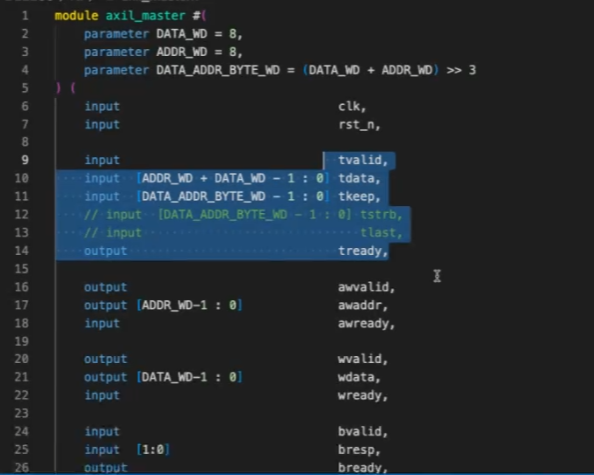 1 module axil_master #(
2 parameter DATA_WD = 8,
3 parameter ADDR_WD = 8,
4 parameter DATA_ADDR_BYTE_WD = (DATA_WD + ADDR_WD) >> 3
5 ) (
6 input clk,
7 input rst_n,
8
9 input tvalid,
10 input [ADDR_WD + DATA_WD - 1 : 0] tdata,
11 input [DATA_ADDR_BYTE_WD - 1 : 0] tkeep,
12 // input [DATA_ADDR_BYTE_WD - 1 : 0] tstrb,
13 // input tlast,
14 output tready,
15
16 output awvalid,
17 output [ADDR_WD-1 : 0] awaddr,
18 input awready,
19
20 output wvalid,
21 output [DATA_WD-1 : 0] wdata,
22 input wready,
23
24 input bvalid,
25 input [1:0] bresp,
26 output bready,